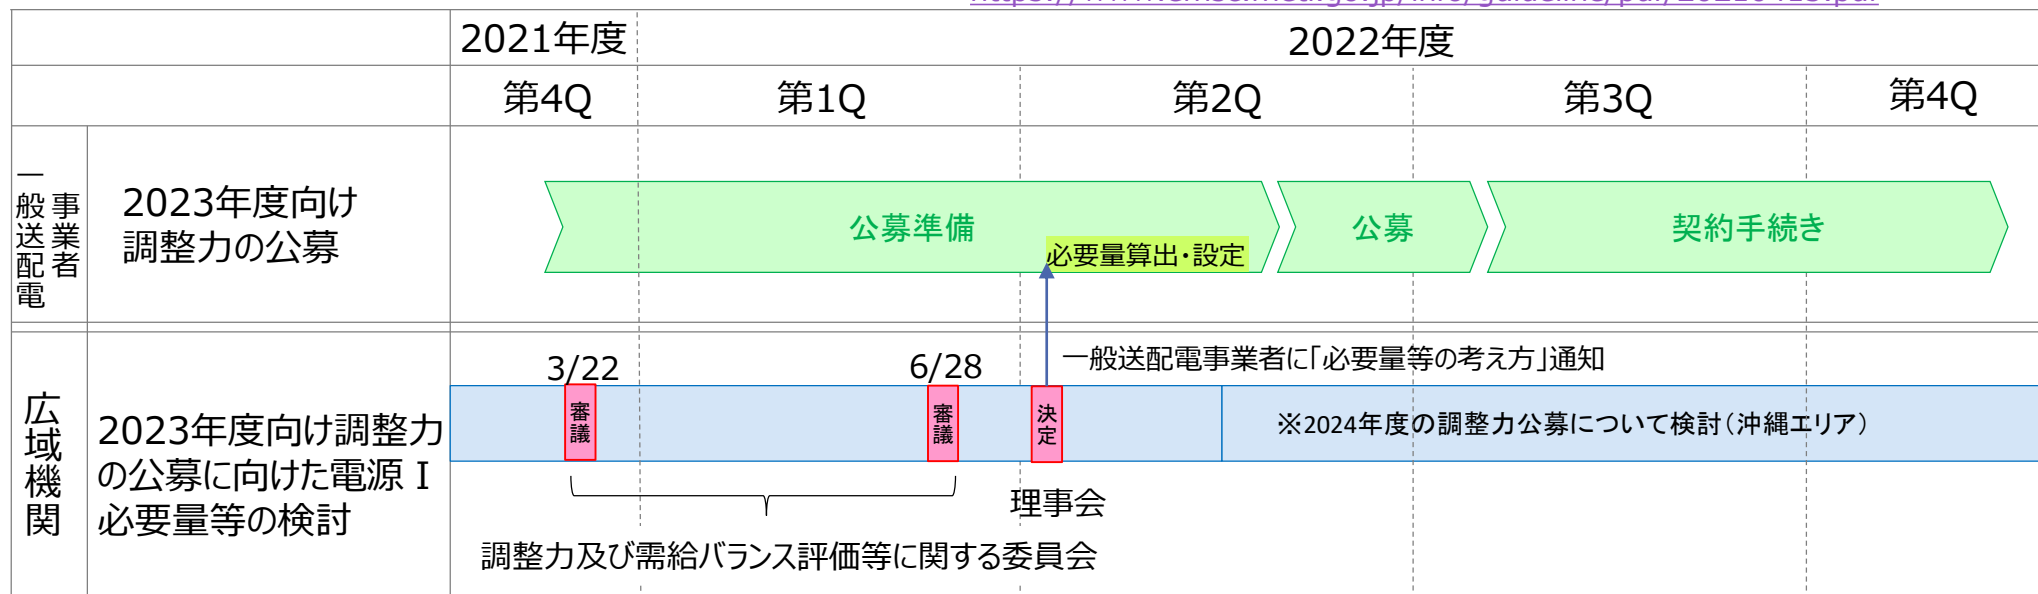 2021年度
2022年度
第4Q
第1Q
第2Q
第3Q
第4Q
一般送配電
事業者
2023年度向け
調整力の公募
公募準備
必要量算出・設定
公募
契約手続き
広域機関
2023年度向け調整力
の公募に向けた電源Ⅰ
必要量等の検討
3/22
審議
6/28
審議
決定
一般送配電事業者に「必要量等の考え方」通知
※2024年度の調整力公募について検討（沖縄エリア）
理事会
調整力及び需給バランス評価等に関する委員会